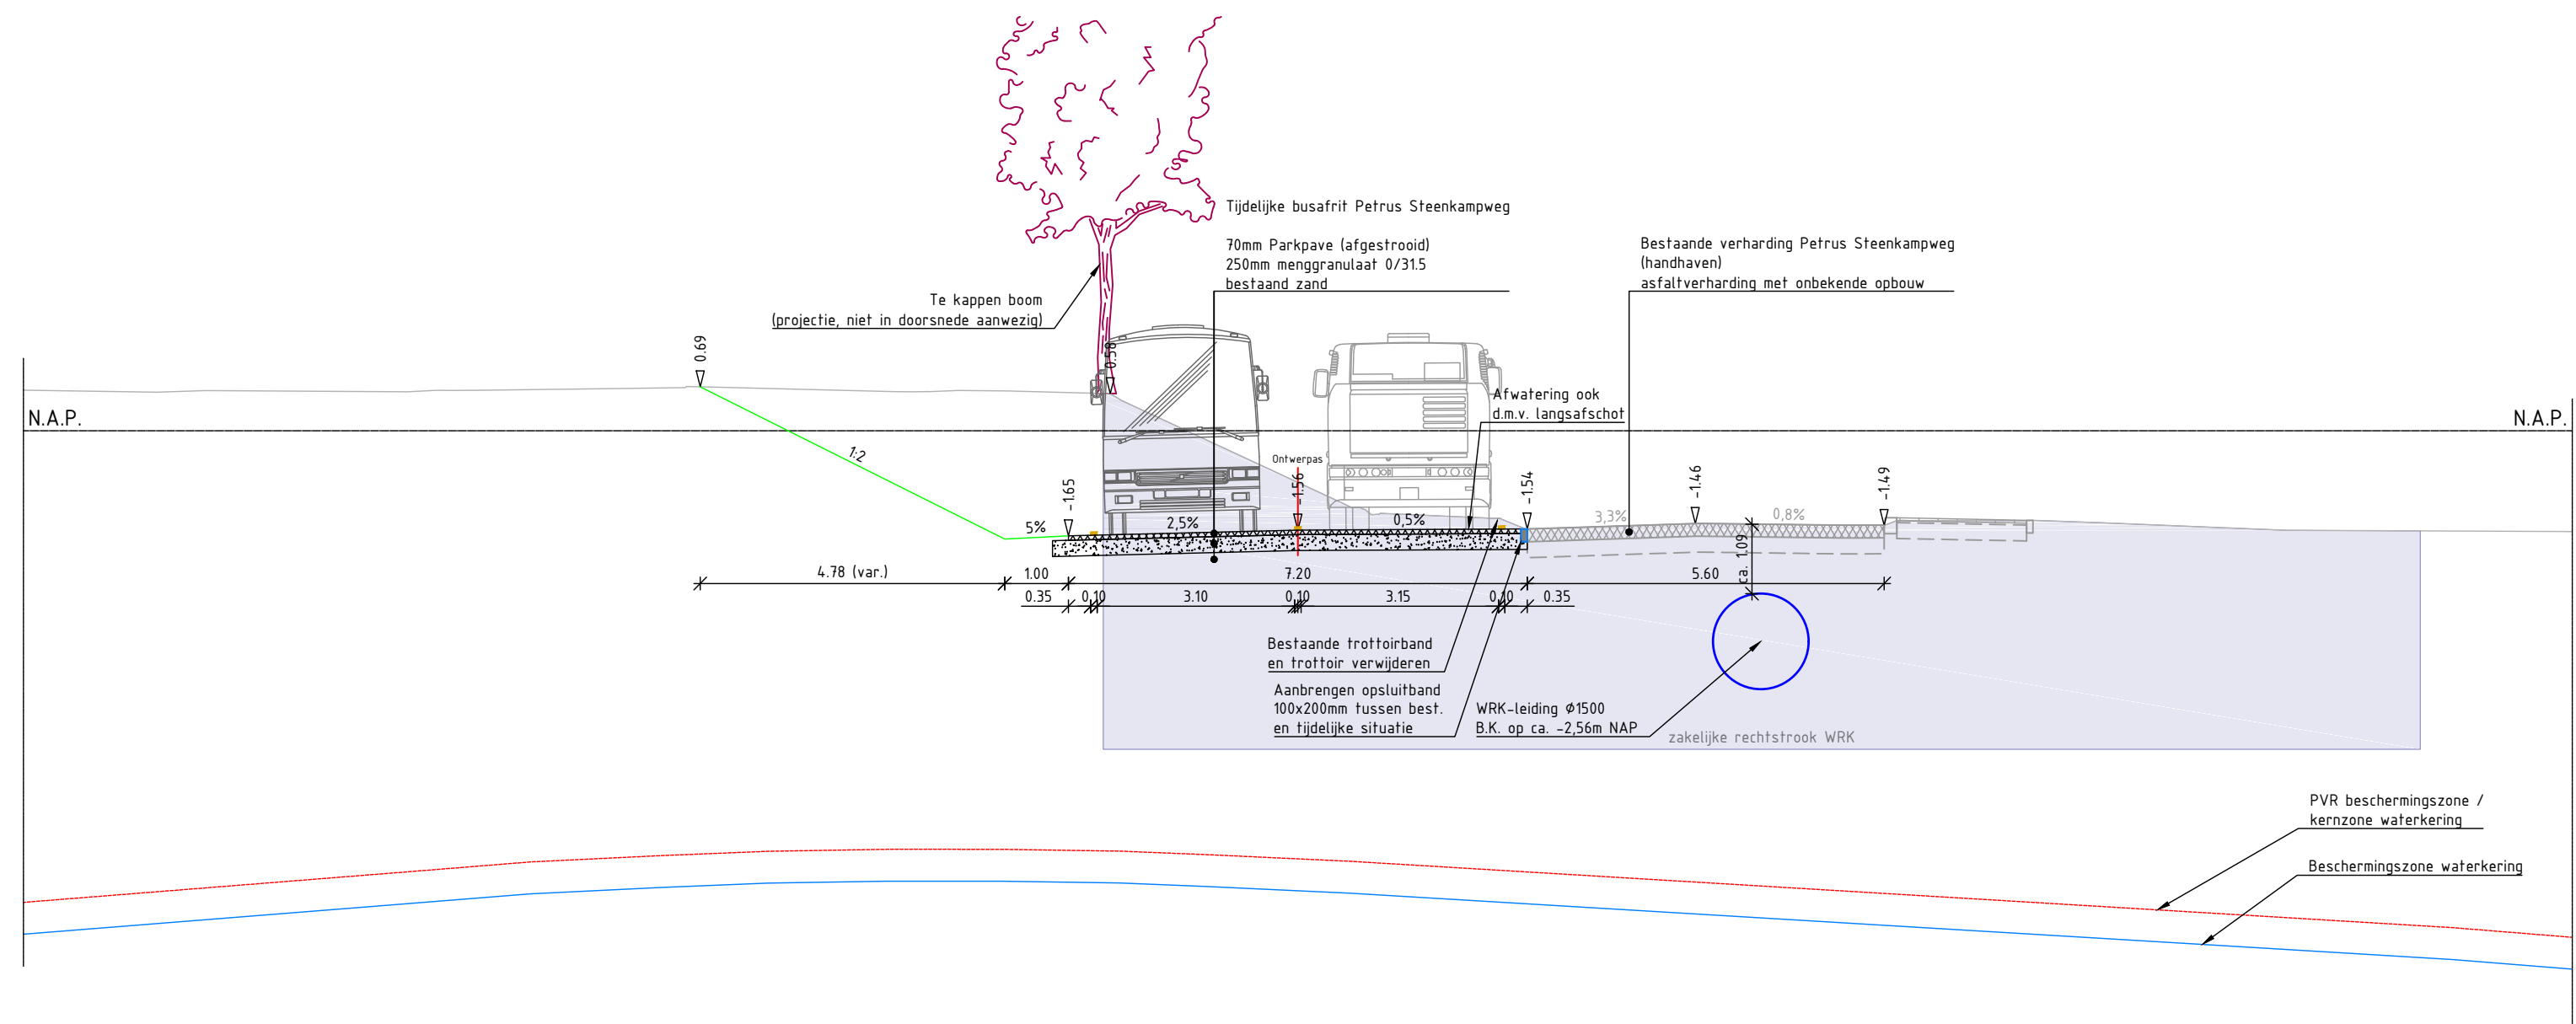 Tijdelijke busafrit Petrus Steenkampweg
70mm Parkpave (afgestrooid)
250mm menggranulaat 0/31.5
bestaand zand
Bestaande verharding Petrus Steenkampweg
(handhaven)
asfaltverharding met onbekende opbouw
Te kappen boom
(projectie, niet in doorsnede aanwezig)
0.69
0.58
Afwatering ook
d.m.v. langsafschot
N.A.P.
N.A.P.
1:2
Ontwerpas
-1.65
-1.56
-1.54
-1.46
-1.49
5%
2,5%
0,5%
3,3%
0,8%
ca. 1.09
4.78 (var.)
1.00
7.20
5.60
0.35
0.10
3.10
0.10
3.15
0.10
0.35
Bestaande trottoirband
en trottoir verwijderen
Aanbrengen opsluitband
100x200mm tussen best.
en tijdelijke situatie
WRK-leiding Ø1500
B.K. op ca. -2,56m NAP
zakelijke rechtstrook WRK
PVR beschermingszone /
kernzone waterkering
Beschermingszone waterkering